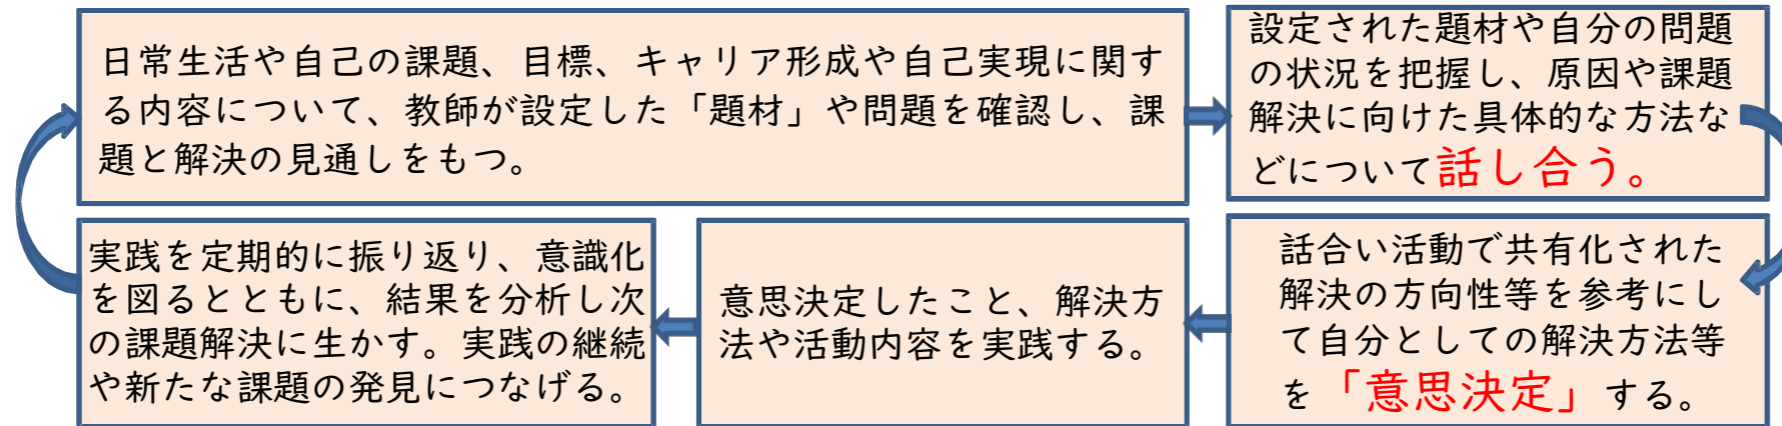 日常生活や自己の課題、目標、キャリア形成や自己実現に関す
る内容について、教師が設定した「題材」や問題を確認し、課
題と解決の見通しをもつ。
設定された題材や自分の問題
の状況を把握し、原因や課題
解決に向けた具体的な方法な
どについて話し合う。
話合い活動で共有化された
解決の方向性等を参考にし
て自分としての解決方法等
を「意思決定」する。
意思決定したこと、解決方
法や活動内容を実践する。
実践を定期的に振り返り、意識化
を図るとともに、結果を分析し次
の課題解決に生かす。実践の継続
や新たな課題の発見につなげる。